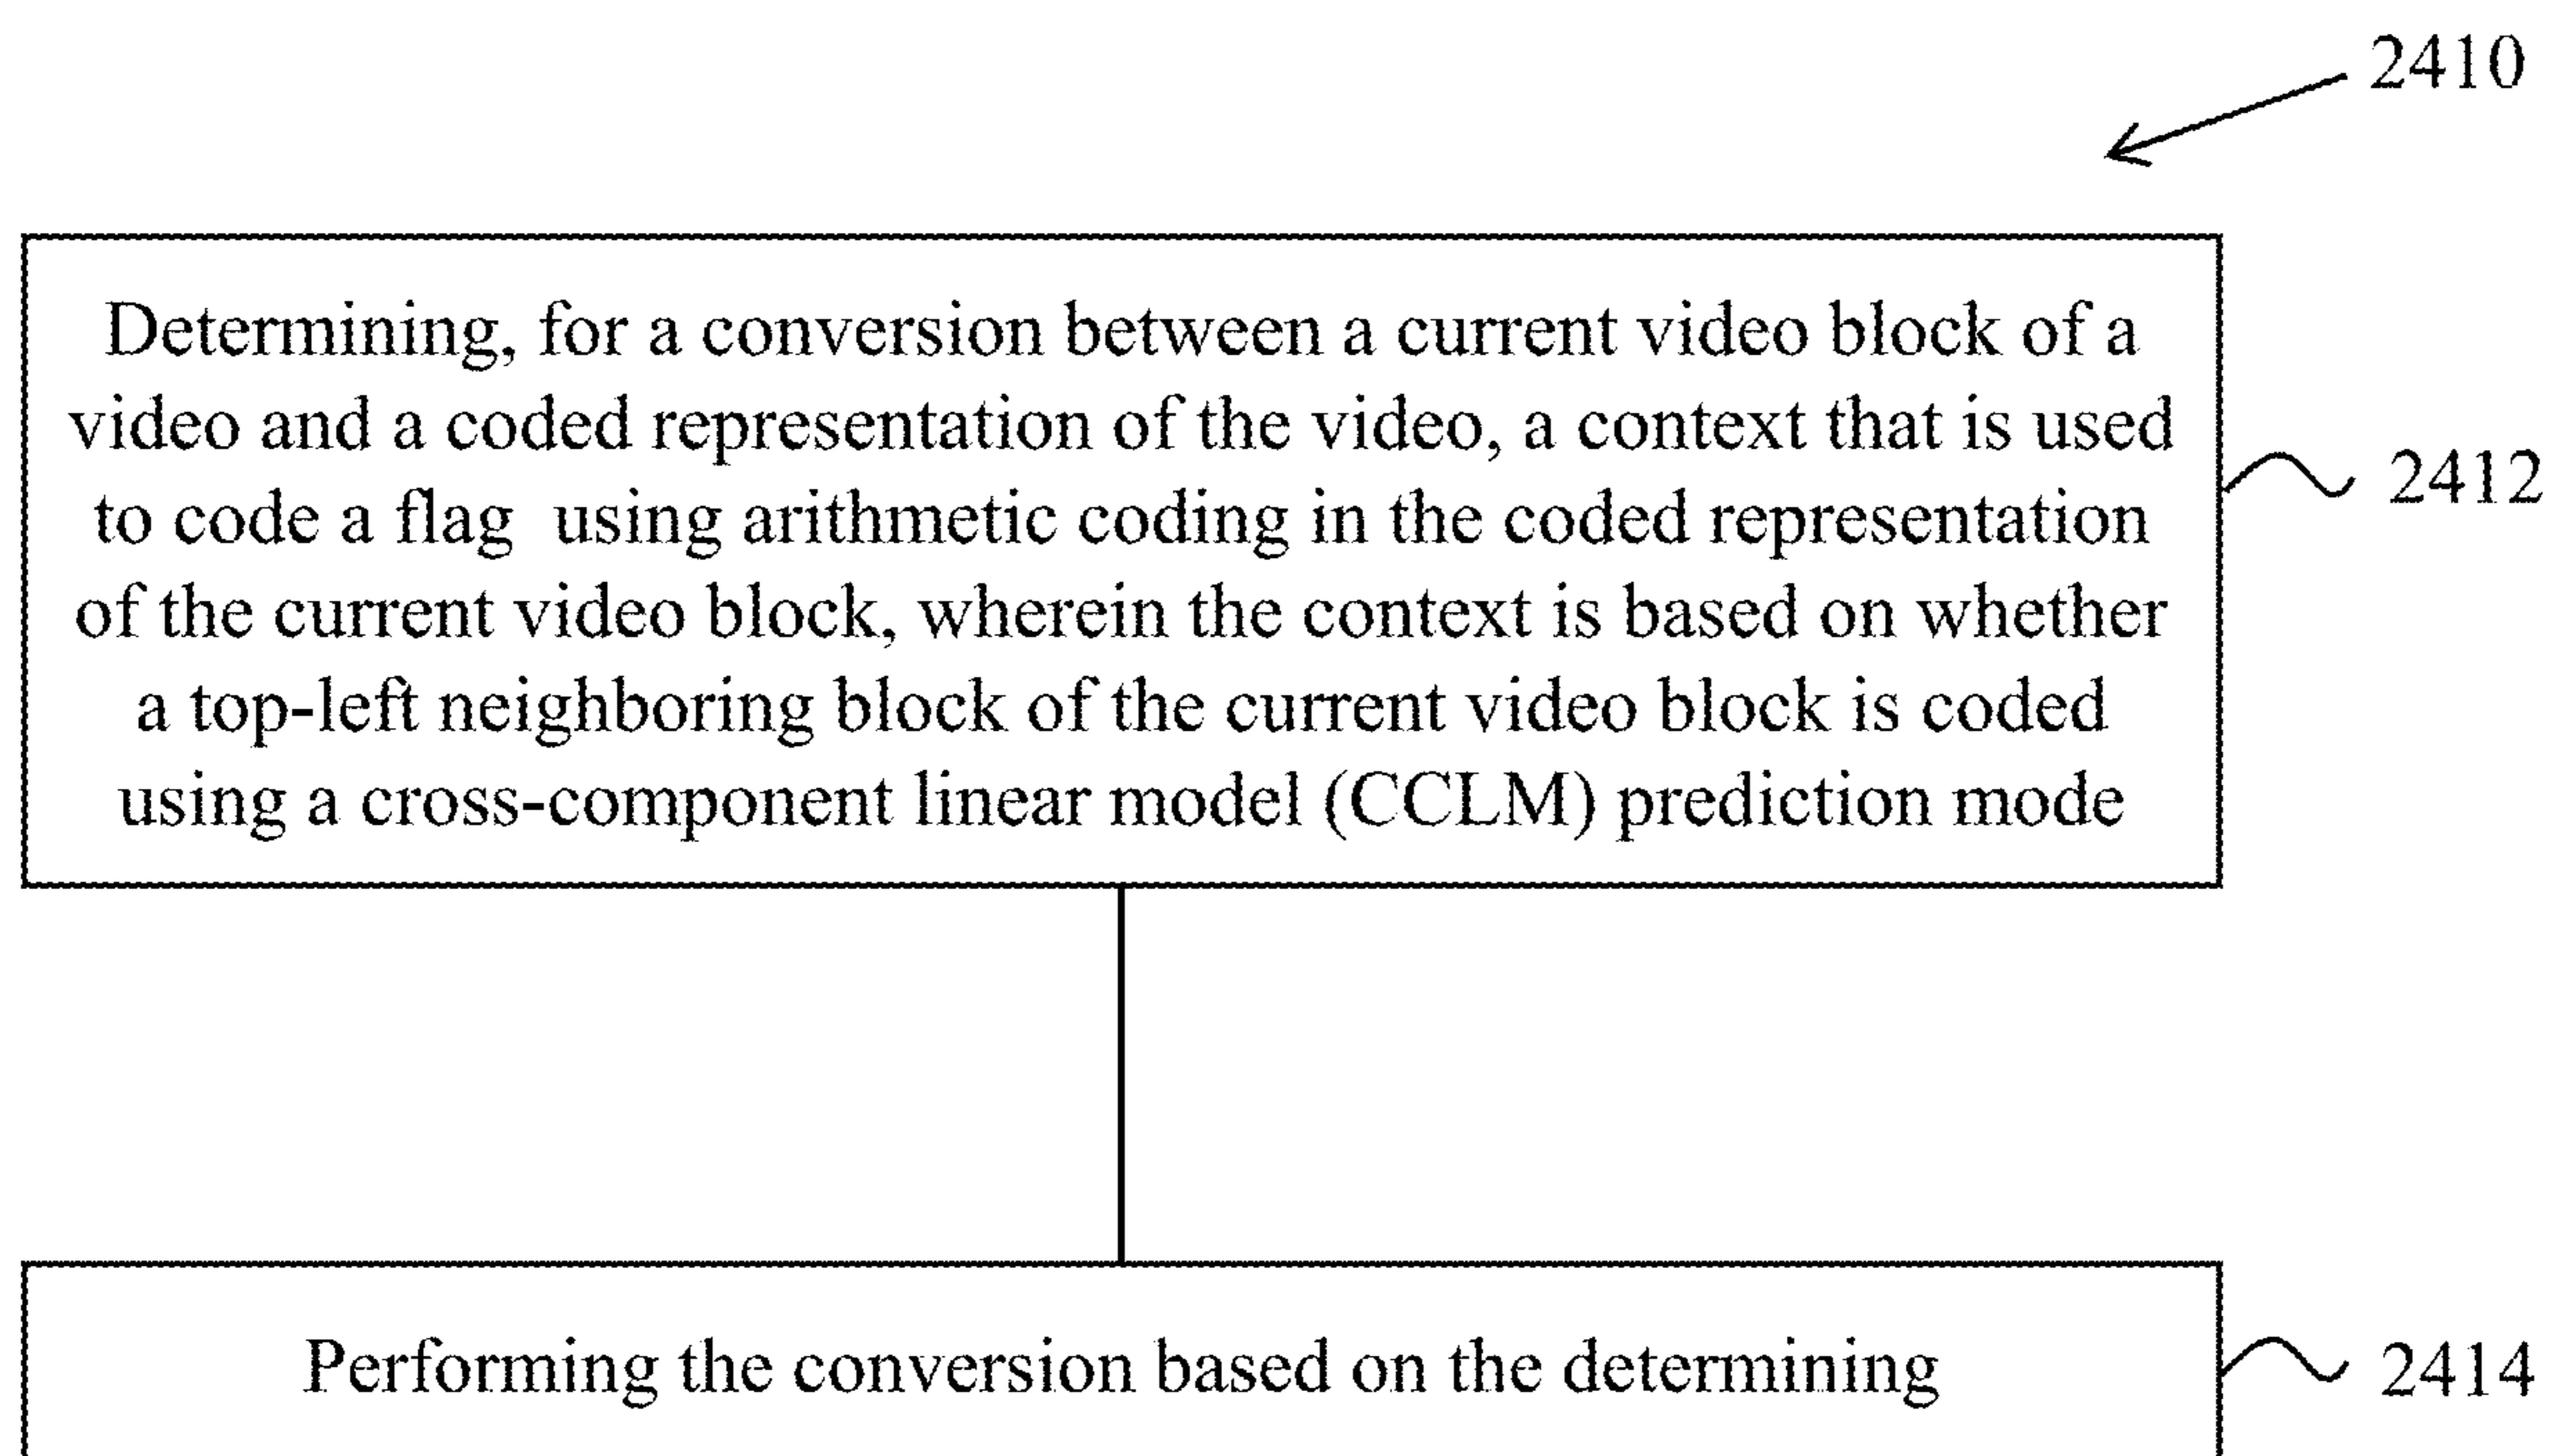 2410
Determining, for a conversion between a current video block of a
video and a coded representation of the video, a context that is used
to code a flag  using arithmetic coding in the coded representation
of the current video block, wherein the context is based on whether
a top-left neighboring block of the current video block is coded
using a cross-component linear model (CCLM) prediction mode
2412
Performing the conversion based on the determining
2414